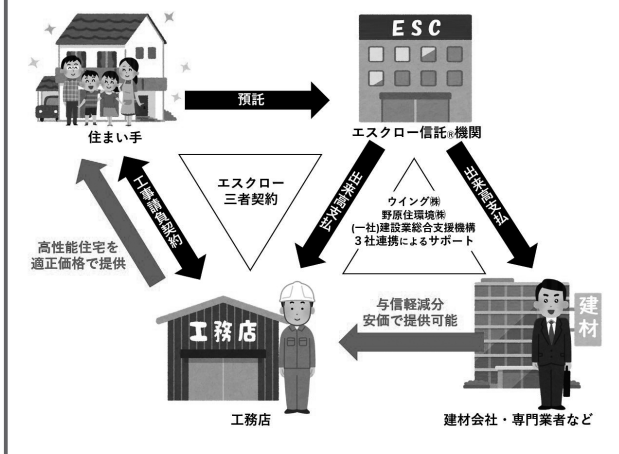 ESC
預託
住まい手
エスクロー信託®機関
エスクロー
三者契約
工事請負契約
出来高支払
出来高支払
ウイング㈱
野原住環境㈱
(一社)建設業総合支援機構
3社連携によるサポート
高性能住宅を
適正価格で提供
与信軽減分
安価で提供可能
工務店
建材
工務店
建材会社・専門業者など